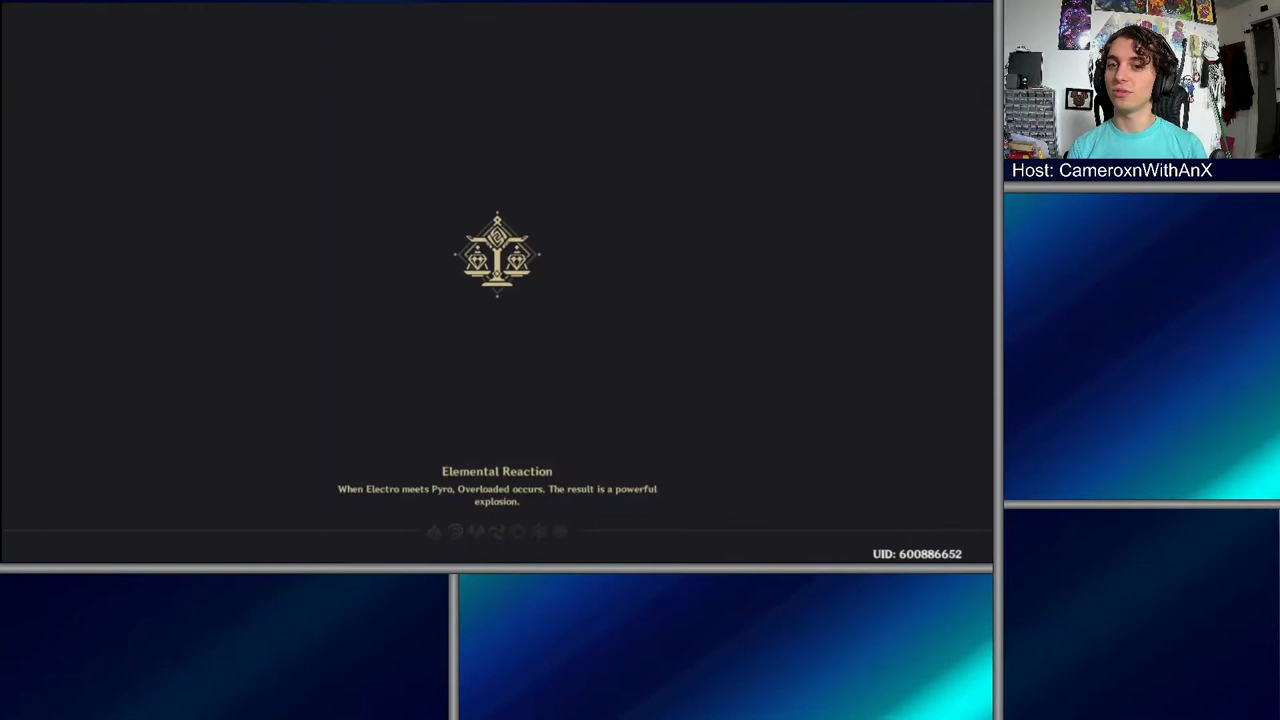 Host: CameroxnWithAnX
Elemental Reaction
When Electro meets Pyro, Overloaded occurs. The result is a powerful
explosion.
UID: 600886652